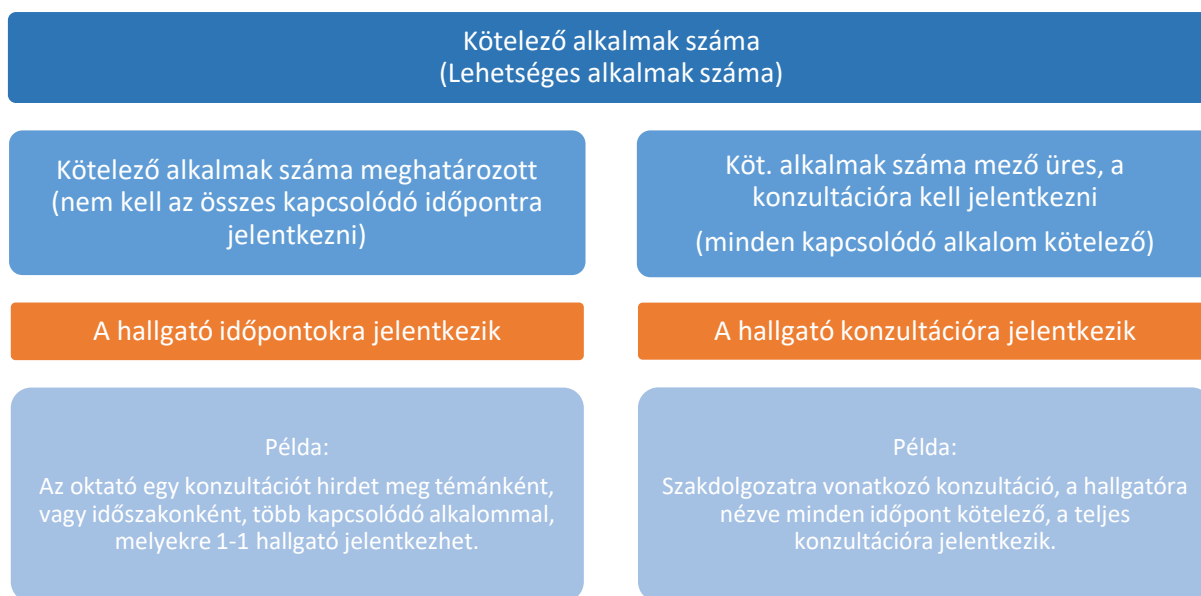 Kötelező alkalmak száma
(Lehetséges alkalmak száma)
Kötelező alkalmak száma meghatározott
(nem kell az összes kapcsolódó időpontra
jelentkezni)
A hallgató időpontokra jelentkezik
Példa:
Az oktató egy konzultációt hirdet meg témánként,
vagy időszakonként, több kapcsolódó alkalommal,
melyekre 1-1 hallgató jelentkezhet.
Köt. alkalmak száma mező üres, a
konzultációra kell jelentkezni
(minden kapcsolódó alkalom kötelező)
A hallgató konzultációra jelentkezik
Példa:
Szakdolgozatra vonatkozó konzultáció, a hallgatóra
nézve minden időpont kötelező, a teljes
konzultációra jelentkezik.